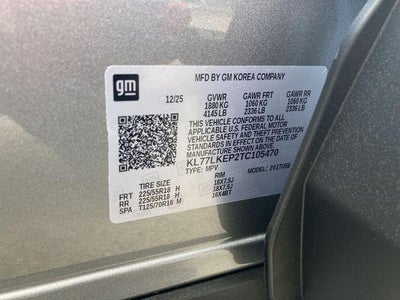 gm
MFD BY GM KOREA COMPANY
12/25 GVWR GAWR FRT GAWR RR
1880 KG 1060 KG 1060 KG
4145 LB 2336 LB 2336 LB
THIS VEHICLE CONFORMS TO ALL
APPLICABLE U.S. FEDERAL MOTOR
VEHICLE SAFETY AND THEFT PREVENTION
STANDARDS IN EFFECT ON THE DATE OF
MANUFACTURE SHOWN ABOVE.
KL77LKEP2TC105470
TYPE: MPV MODEL:
TIRE SIZE RIM
FRT 225/55R18 H 18X7.5J
RR 225/55R18 H 18X7.5J
SPA T125/70R16 M 16X4BT